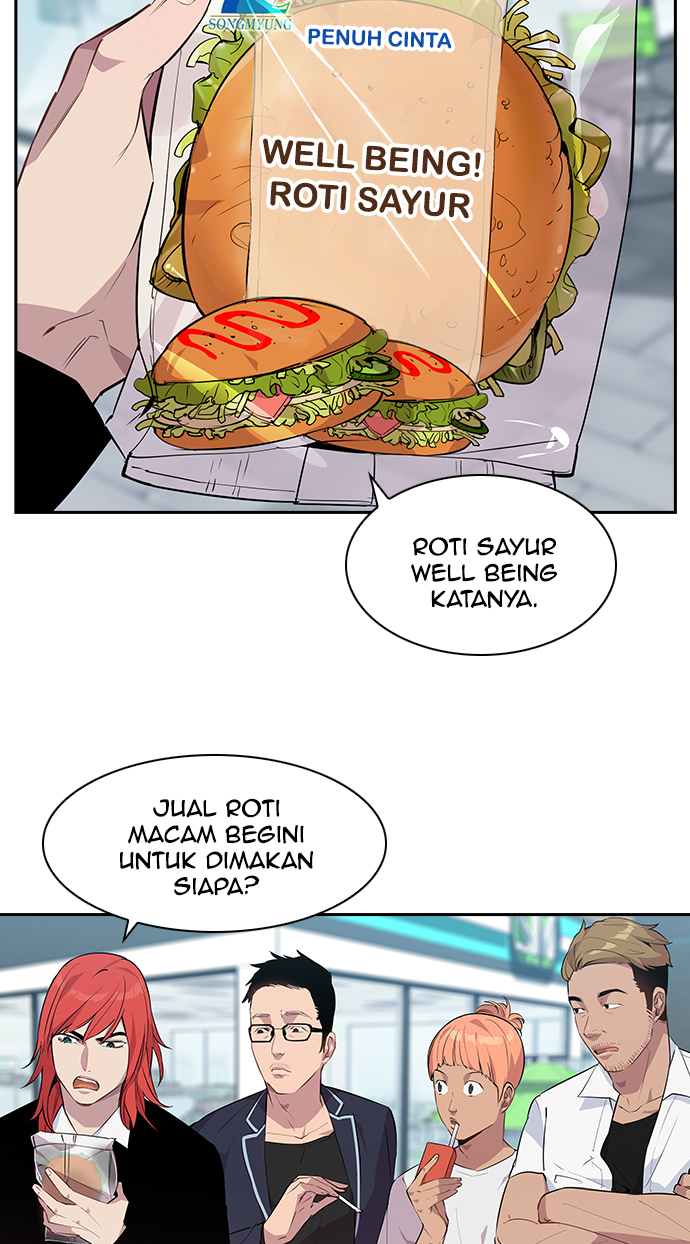 SONGMYUNG
PENUH CINTA
WELL BEING!
ROTI SAYUR
ROTI SAYUR
WELL BEING
KATANYA.
JUAL ROTI
MACAM BEGINI
UNTUK DIMAKAN
SIAPA?